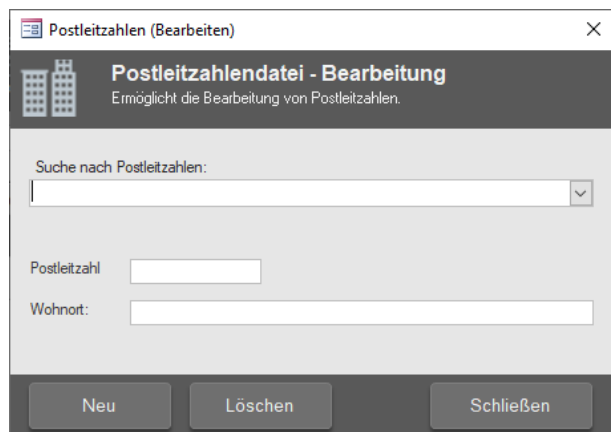 Postleitzahlen (Bearbeiten)
Postleitzahlendatei - Bearbeitung
Ermöglicht die Bearbeitung von Postleitzahlen.
Suche nach Postleitzahlen:
Postleitzahl
Wohnort:
Neu
Löschen
Schließen